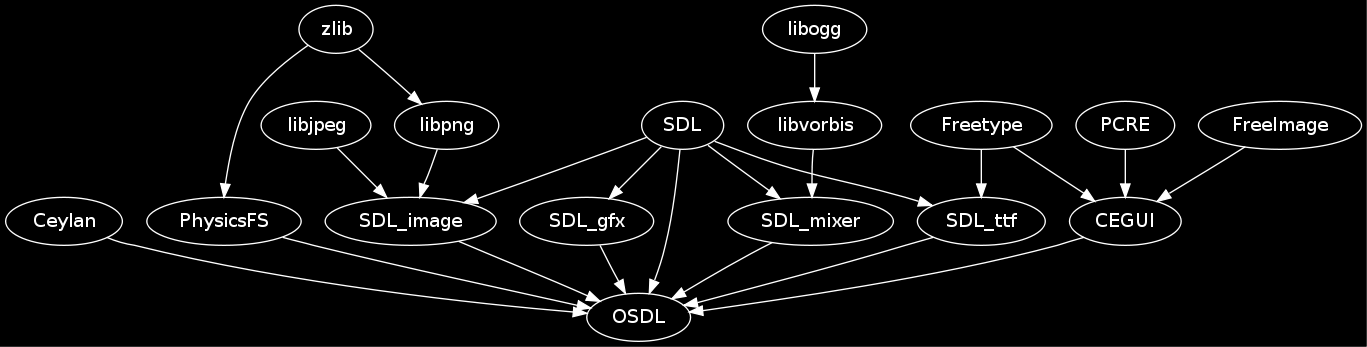 zlib
libogg
libjpeg
libpng
SDL
libvorbis
Freetype
PCRE
FreeImage
Ceylan
PhysicsFS
SDL_image
SDL_gfx
SDL_mixer
SDL_ttf
CEGUI
OSDL